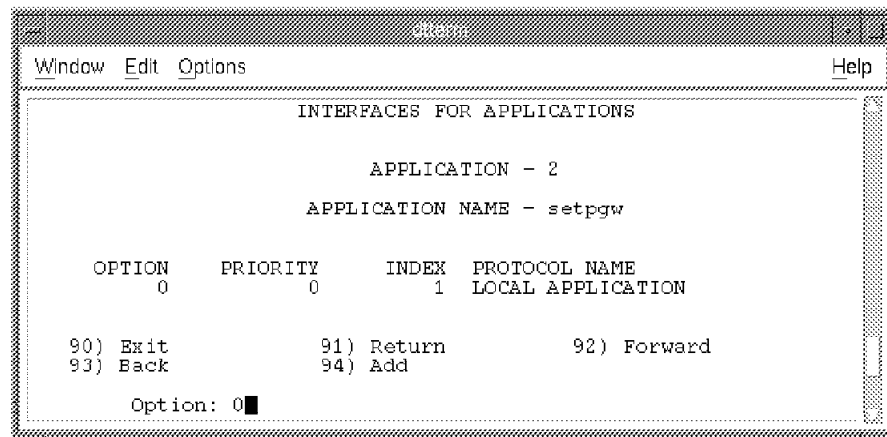 dtterm
Window Edit Options Help
INTERFACES FOR APPLICATIONS
APPLICATION - 2
APPLICATION NAME - setpgw
OPTION PRIORITY INDEX PROTOCOL NAME
0 0 1 LOCAL APPLICATION
90) Exit 91) Return 92) Forward
93) Back 94) Add
Option: 0